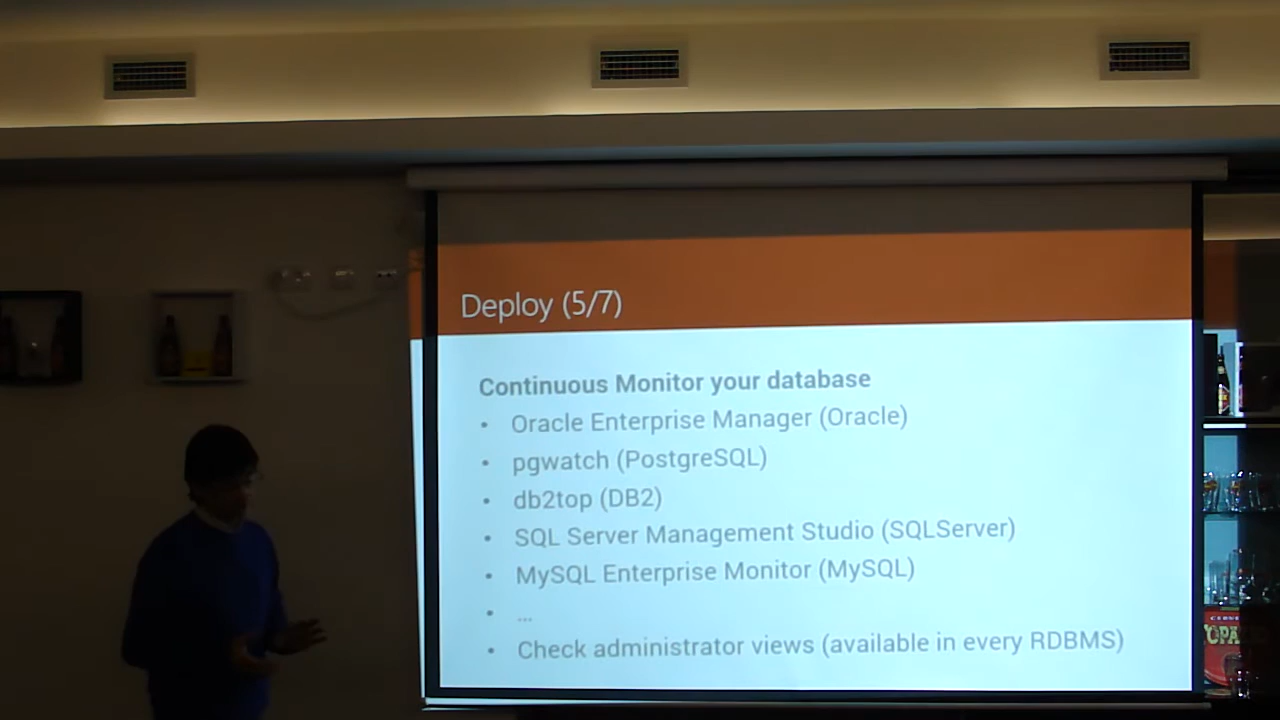 Deploy (5/7)
Continuous Monitor your database
• Oracle Enterprise Manager (Oracle)
• pgwatch (PostgreSQL)
• db2top (DB2)
• SQL Server Management Studio (SQLServer)
• MySQL Enterprise Monitor (MySQL)
• ...
• Check administrator views (available in every RDBMS)